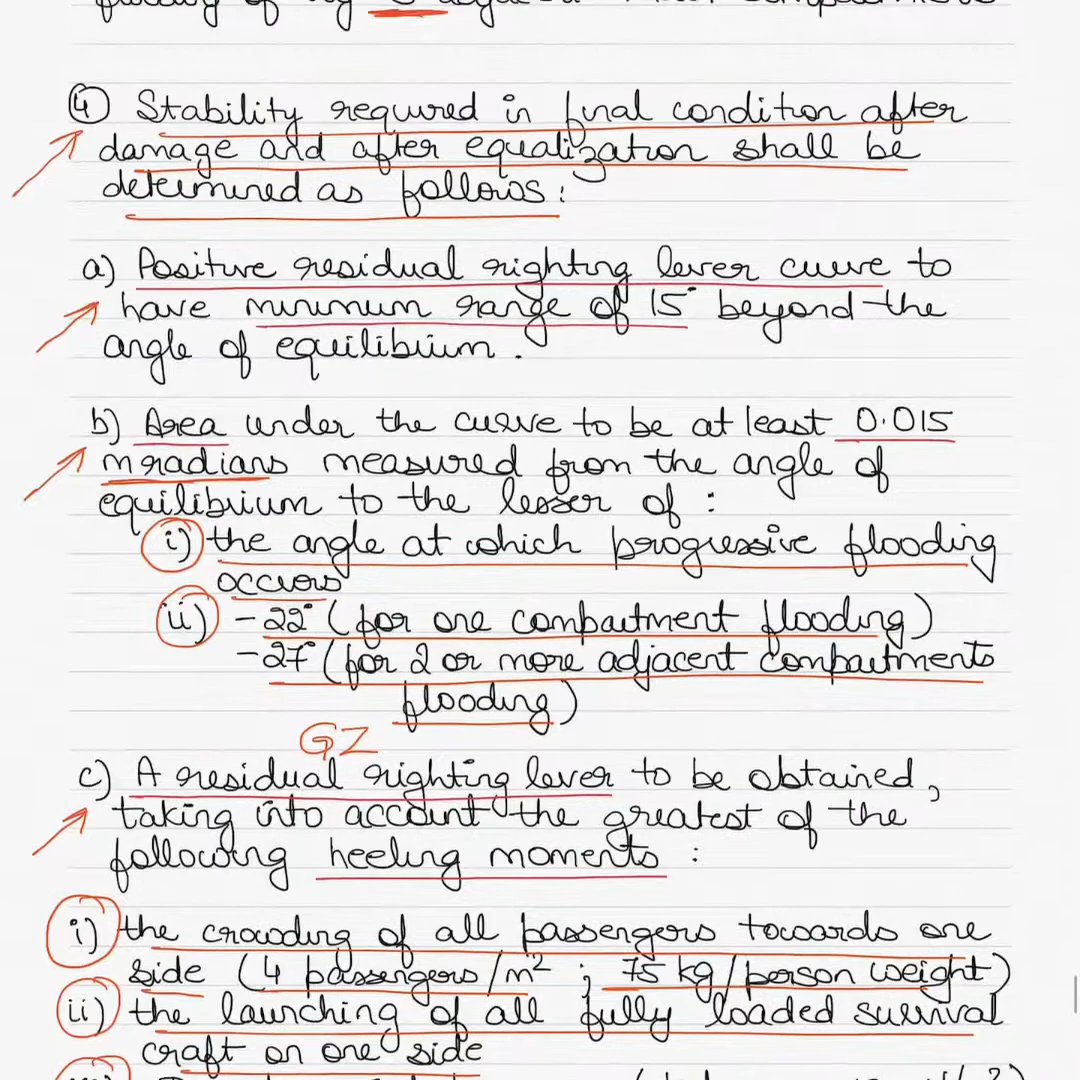 ④ Stability required in final condition after
damage and after equalization shall be
determined as follows:
a) Positive residual righting lever curve to
have minimum range of 15° beyond the
angle of equilibrium.
b) Area under the curve to be at least 0.015
mradians measured from the angle of
equilibrium to the lesser of :
i) the angle at which progressive flooding
occurs
ii) - 22° (for one compartment flooding)
- 27° (for 2 or more adjacent compartments
flooding)
GZ
c) A residual righting lever to be obtained,
taking into account the greatest of the
following heeling moments :
i) the crowding of all passengers towards one
side (4 passengers/m² ; 75 kg/person weight)
ii) the launching of all fully loaded survival
craft on one side